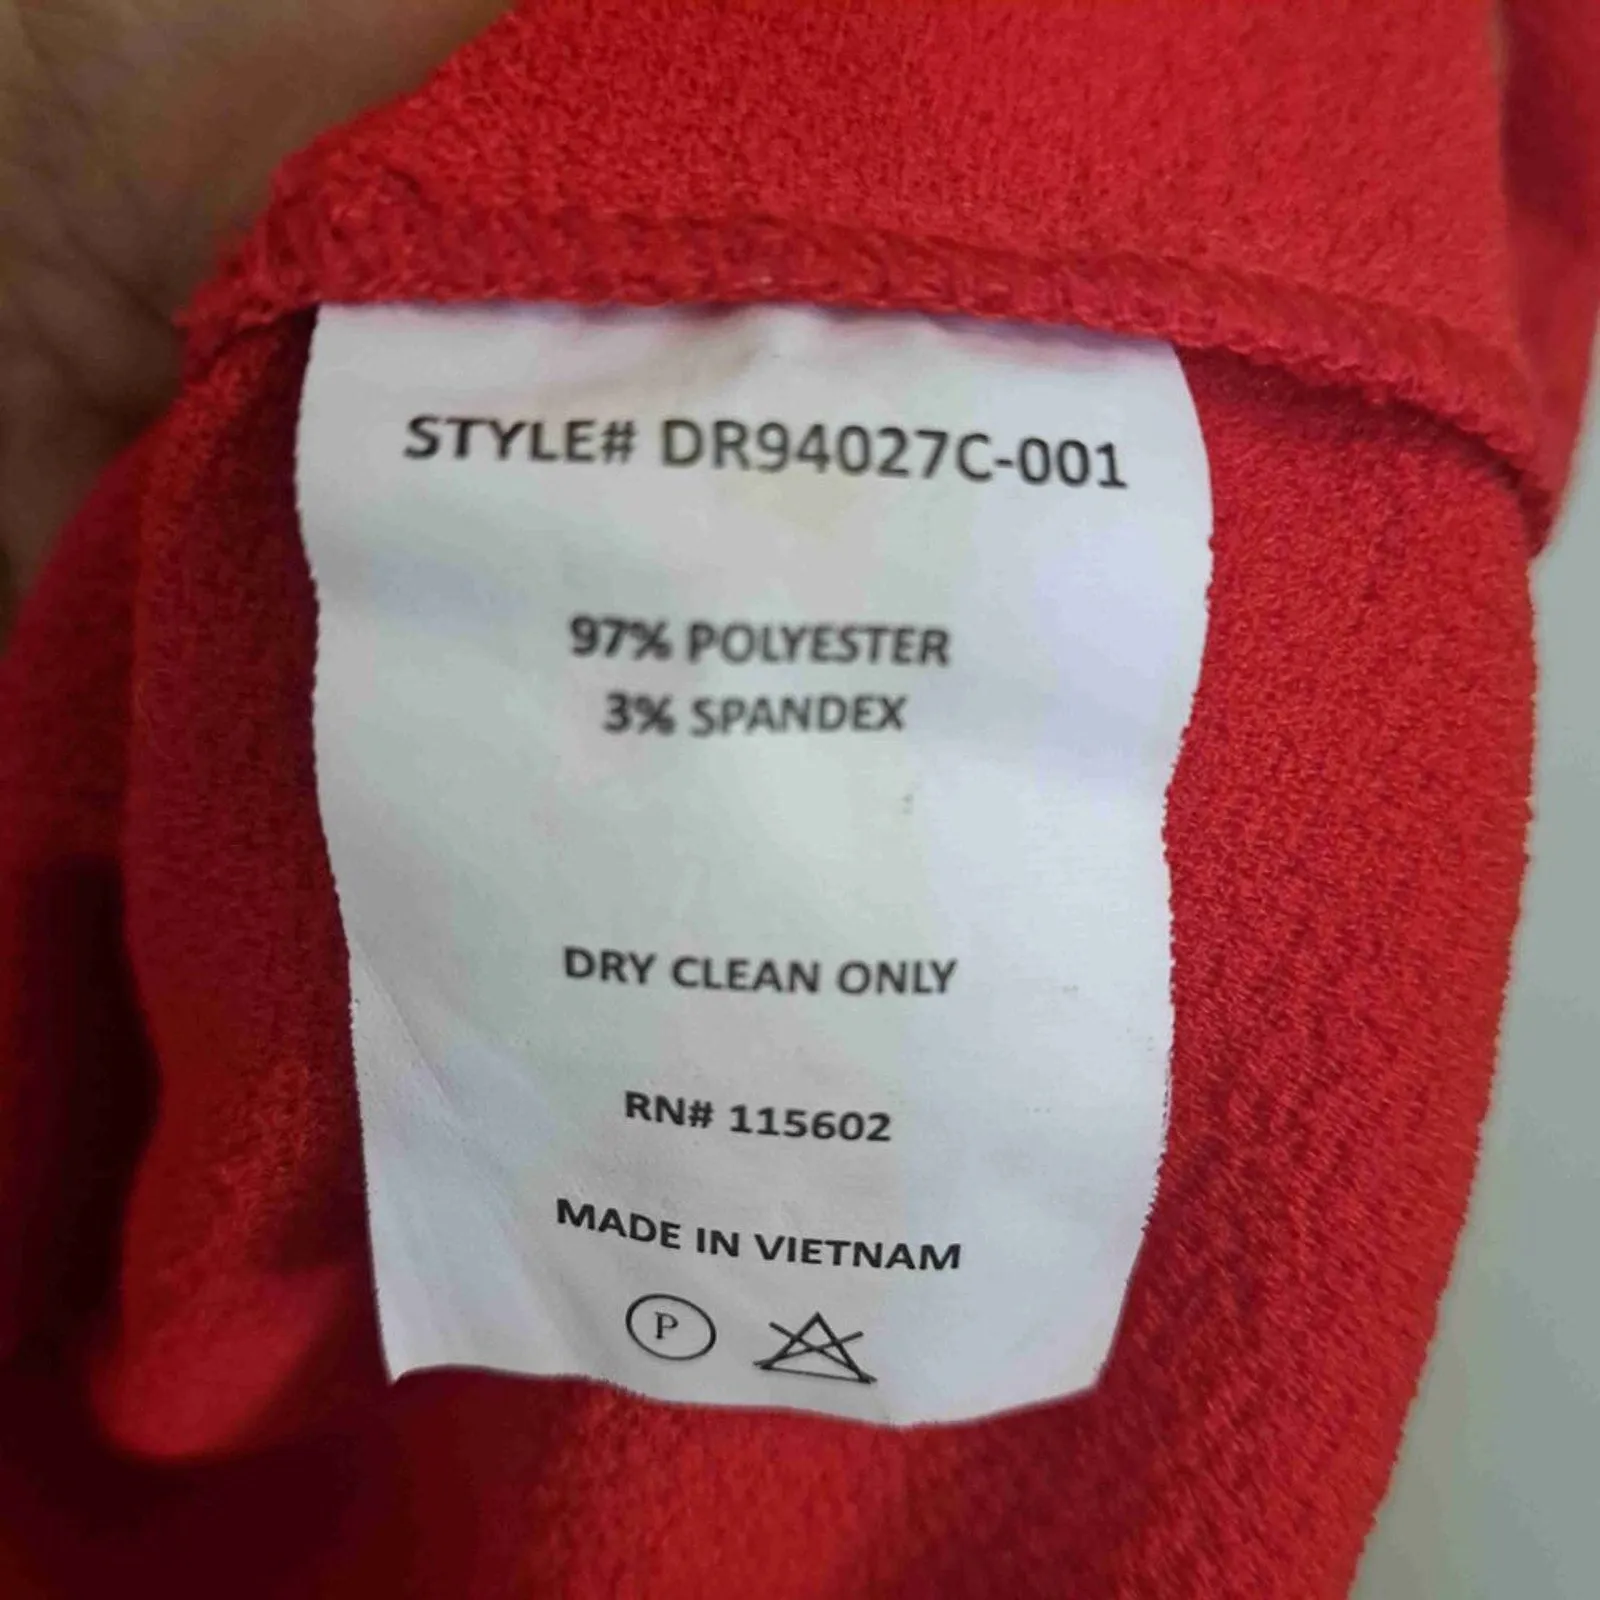 STYLE# DR94027C-001
97% POLYESTER
3% SPANDEX
DRY CLEAN ONLY
RN# 115602
MADE IN VIETNAM
P